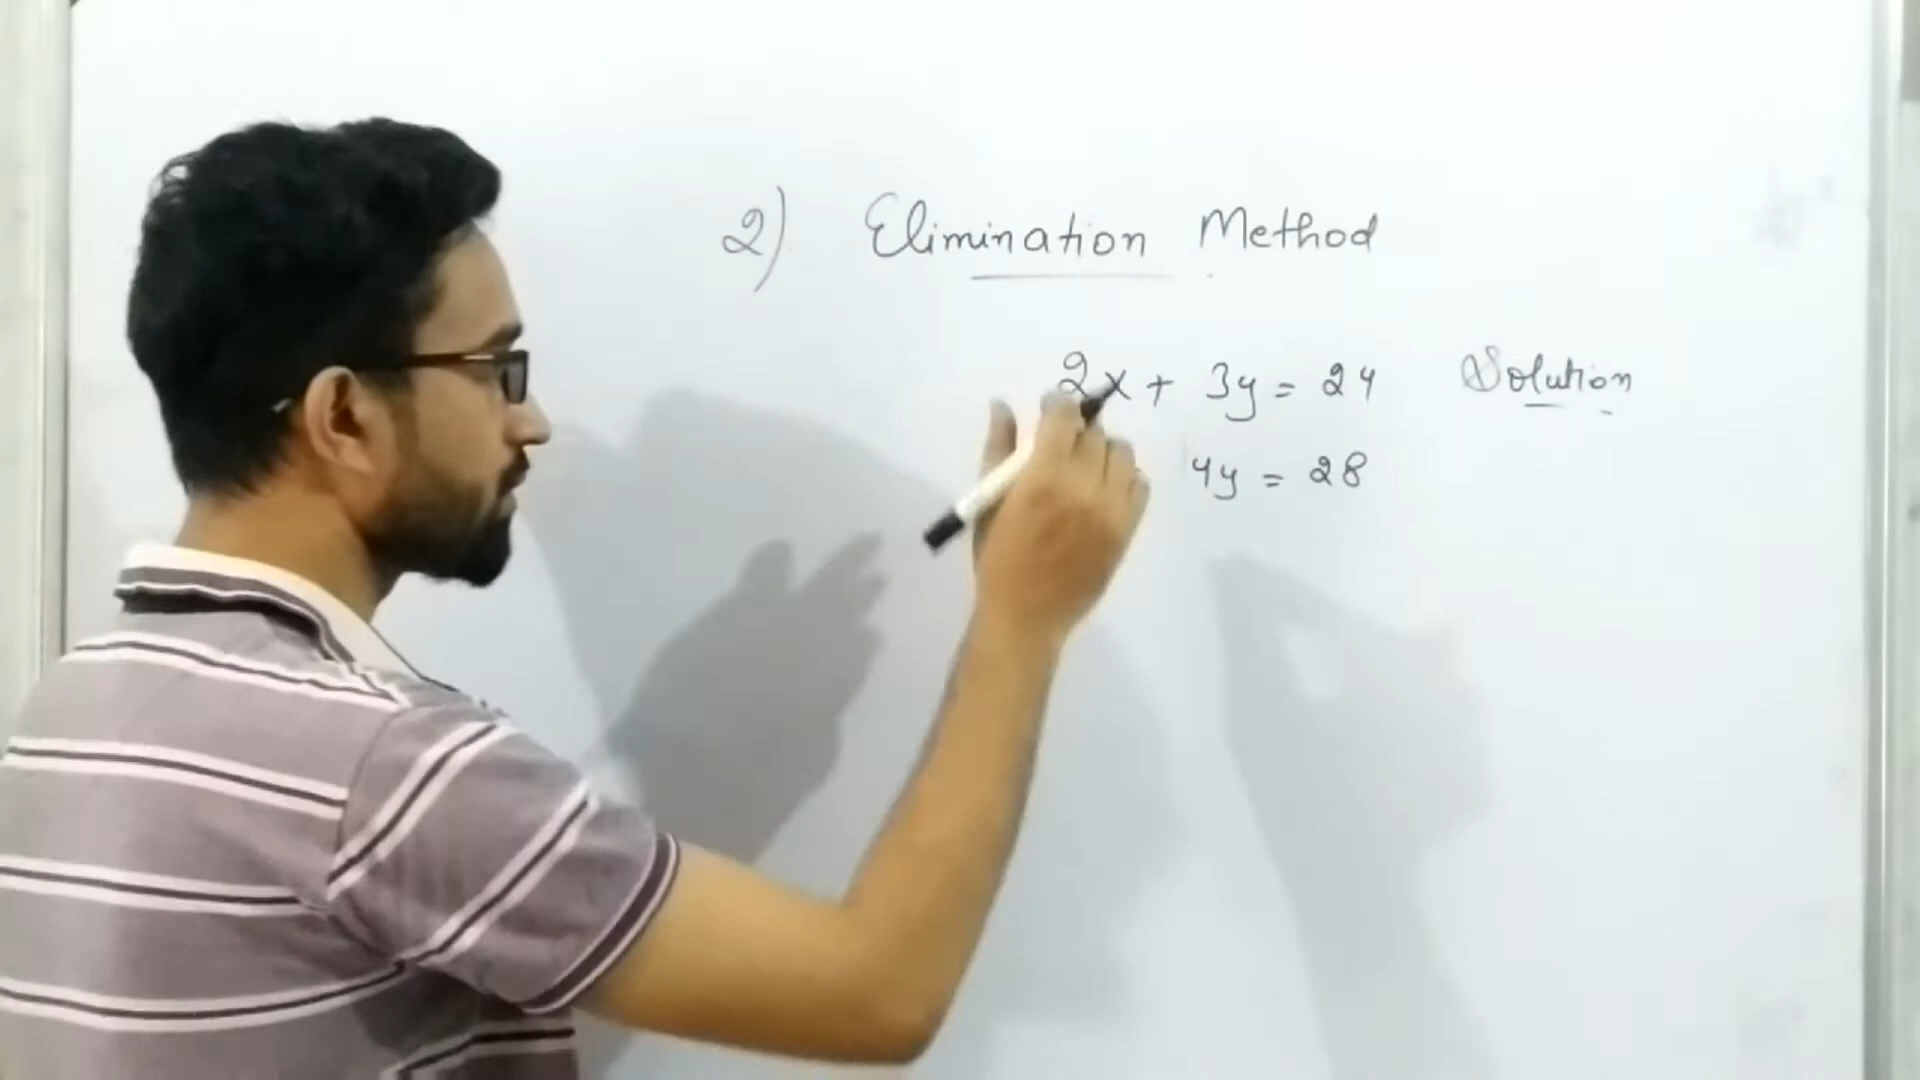 2) Elimination Method
2x + 3y = 24 Solution
4y = 28